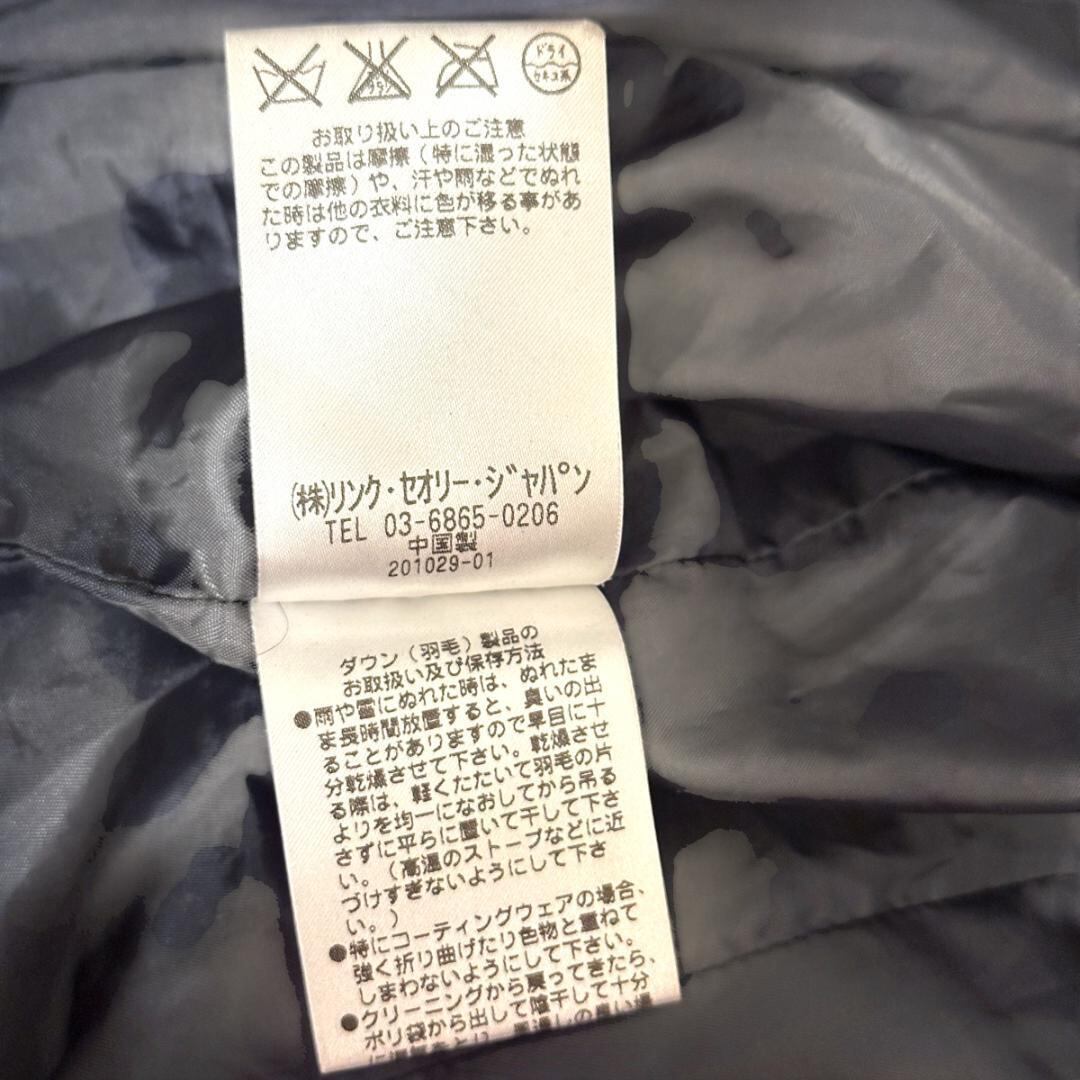 ドライ
セキユ系
お取り扱い上のご注意
この製品は摩擦(特に湿った状態
での摩擦)や、汗や雨などでぬれ
た時は他の衣料に色が移る事があ
りますので、ご注意下さい。
(株)リンク・セオリー・ジャパン
TEL 03-6865-0206
中国製
201029-01
ダウン(羽毛)製品の
お取扱い及び保存方法
●雨や雪にぬれた時は、ぬれたま
ま長時間放置すると、臭いの出
ることがありますので早目に十
分乾燥させて下さい。乾燥させ
る際は、軽くたたいて羽毛の片
よりを均一になおしてから吊る
さずに平らに置いて干して下さ
い。(高温のストーブなどに近
づけすぎないようにして下さ
い。)
●特にコーティングウェアの場合、
強く折り曲げたり色物と重ねて
しまわないようにして下さい。
●クリーニングから戻ってきたら、
ポリ袋から出して陰干しして十分
に湿気をとり、風通しの良い場